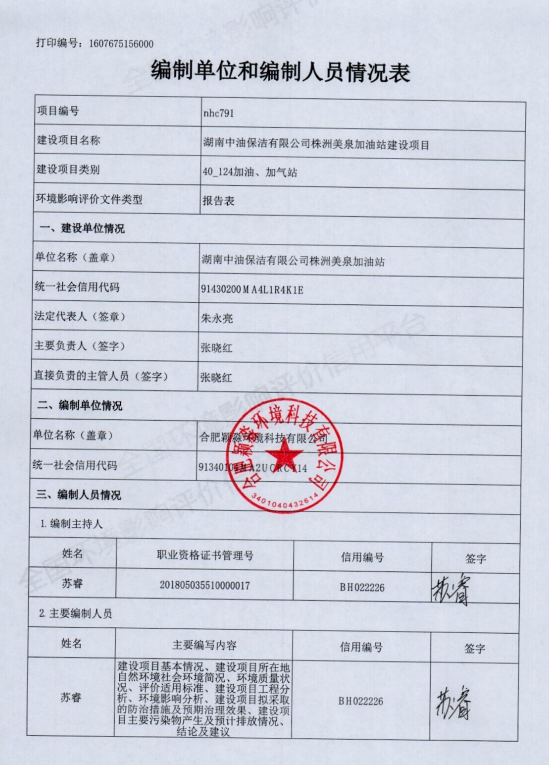 打印编号：1607675156000
编制单位和编制人员情况表
项目编号 nhc791
建设项目名称 湖南中油保洁有限公司株洲美泉加油站建设项目
建设项目类别 40_124加油、加气站
环境影响评价文件类型 报告表
一、建设单位情况
单位名称（盖章） 湖南中油保洁有限公司株洲美泉加油站
统一社会信用代码 91430200MA4L1R4K1E
法定代表人（签章） 朱永亮
主要负责人（签字） 张晓红
直接负责的主管人员（签字） 张晓红
二、编制单位情况
单位名称（盖章） 合肥颖淼环境科技有限公司
统一社会信用代码
合肥颖淼环境科技有限公司
3401040432614
三、编制人员情况
1.编制主持人
姓名 职业资格证书管理号 信用编号 签字
苏睿 201805035510000017 BH022226 苏睿
2.主要编制人员
姓名 主要编写内容 信用编号 签字
建设项目基本情况、建设项目所在地
自然环境社会环境简况、环境质量状
况、评价适用标准、建设项目工程分
析、环境影响分析、建设项目拟采取
的防治措施及预期治理效果、建设项
目主要污染物产生及预计排放情况、
结论及建议
苏睿 BH022226 苏睿